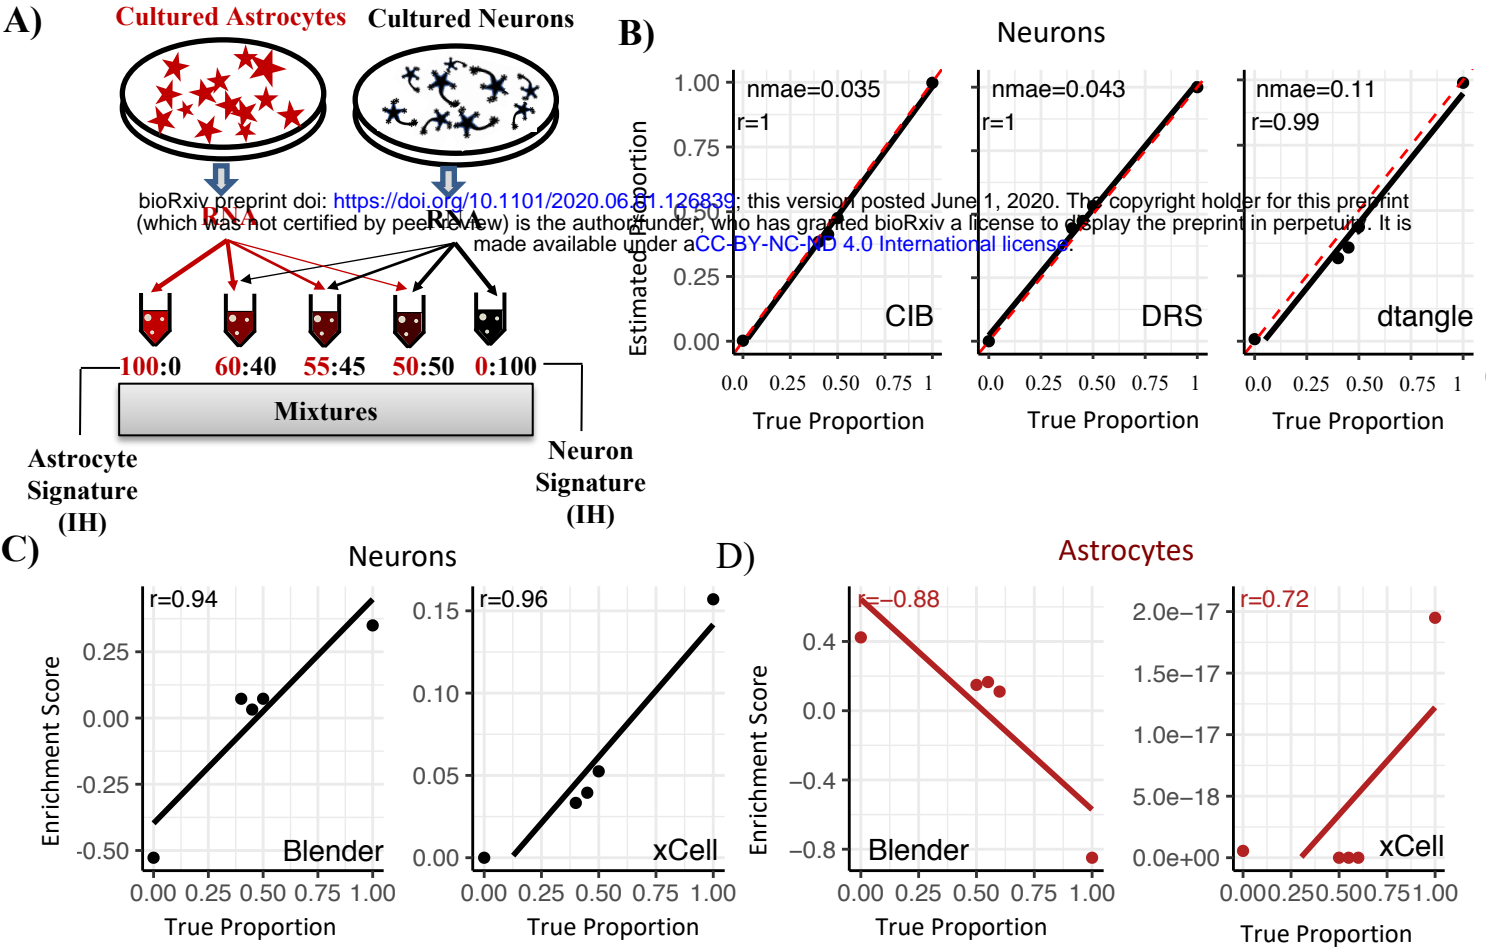 A)
Cultured Astrocytes
Cultured Neurons
RNA
RNA
100:0
60:40
55:45
50:50
0:100
Mixtures
Astrocyte
Signature
(IH)
Neuron
Signature
(IH)
bioRxiv preprint doi: https://doi.org/10.1101/2020.06.01.126839; this version posted June 1, 2020. The copyright holder for this preprint
(which was not certified by peer review) is the author/funder, who has granted bioRxiv a license to display the preprint in perpetuity. It is
made available under aCC-BY-NC-ND 4.0 International license.
B)
Neurons
Estimated Proportion
1.00
0.75
0.50
0.25
0.00
nmae=0.035
r=1
CIB
0.0 0.25 0.50 0.75 1
True Proportion
nmae=0.043
r=1
DRS
0.0 0.25 0.50 0.75 1
True Proportion
nmae=0.11
r=0.99
dtangle
0.0 0.25 0.50 0.75 1
True Proportion
C)
Neurons
Enrichment Score
0.25
0.00
-0.25
-0.50
r=0.94
Blender
0.00 0.25 0.50 0.75 1.00
True Proportion
0.15
0.10
0.05
0.00
r=0.96
xCell
0.00 0.25 0.50 0.75 1.00
True Proportion
D)
Astrocytes
Enrichment Score
0.4
0.0
−0.4
−0.8
r=−0.88
Blender
0.00 0.25 0.50 0.75 1.00
True Proportion
2.0e−17
1.5e−17
1.0e−17
5.0e−18
0.0e+00
r=0.72
xCell
0.00 0.25 0.50 0.75 1.00
True Proportion